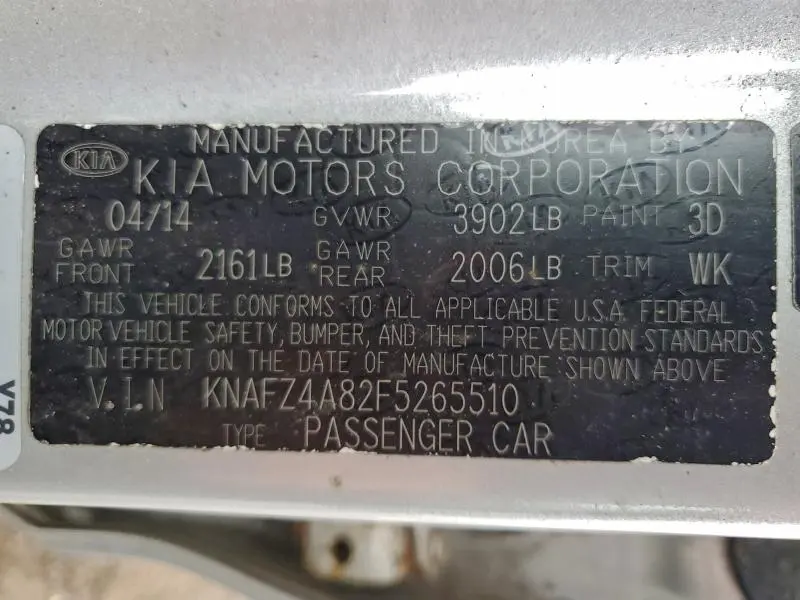 MANUFACTURED IN KOREA BY
KIA
KIA MOTORS CORPORATION
04/14 GVWR 3902LB PAINT 3D
GAWR FRONT 2161LB GAWR REAR 2006LB TRIM WK
THIS VEHICLE CONFORMS TO ALL APPLICABLE U.S.A. FEDERAL
MOTOR VEHICLE SAFETY, BUMPER, AND THEFT PREVENTION STANDARDS
IN EFFECT ON THE DATE OF MANUFACTURE SHOWN ABOVE
V.I.N KNAFZ4A82F5265510
TYPE PASSENGER CAR
Y78